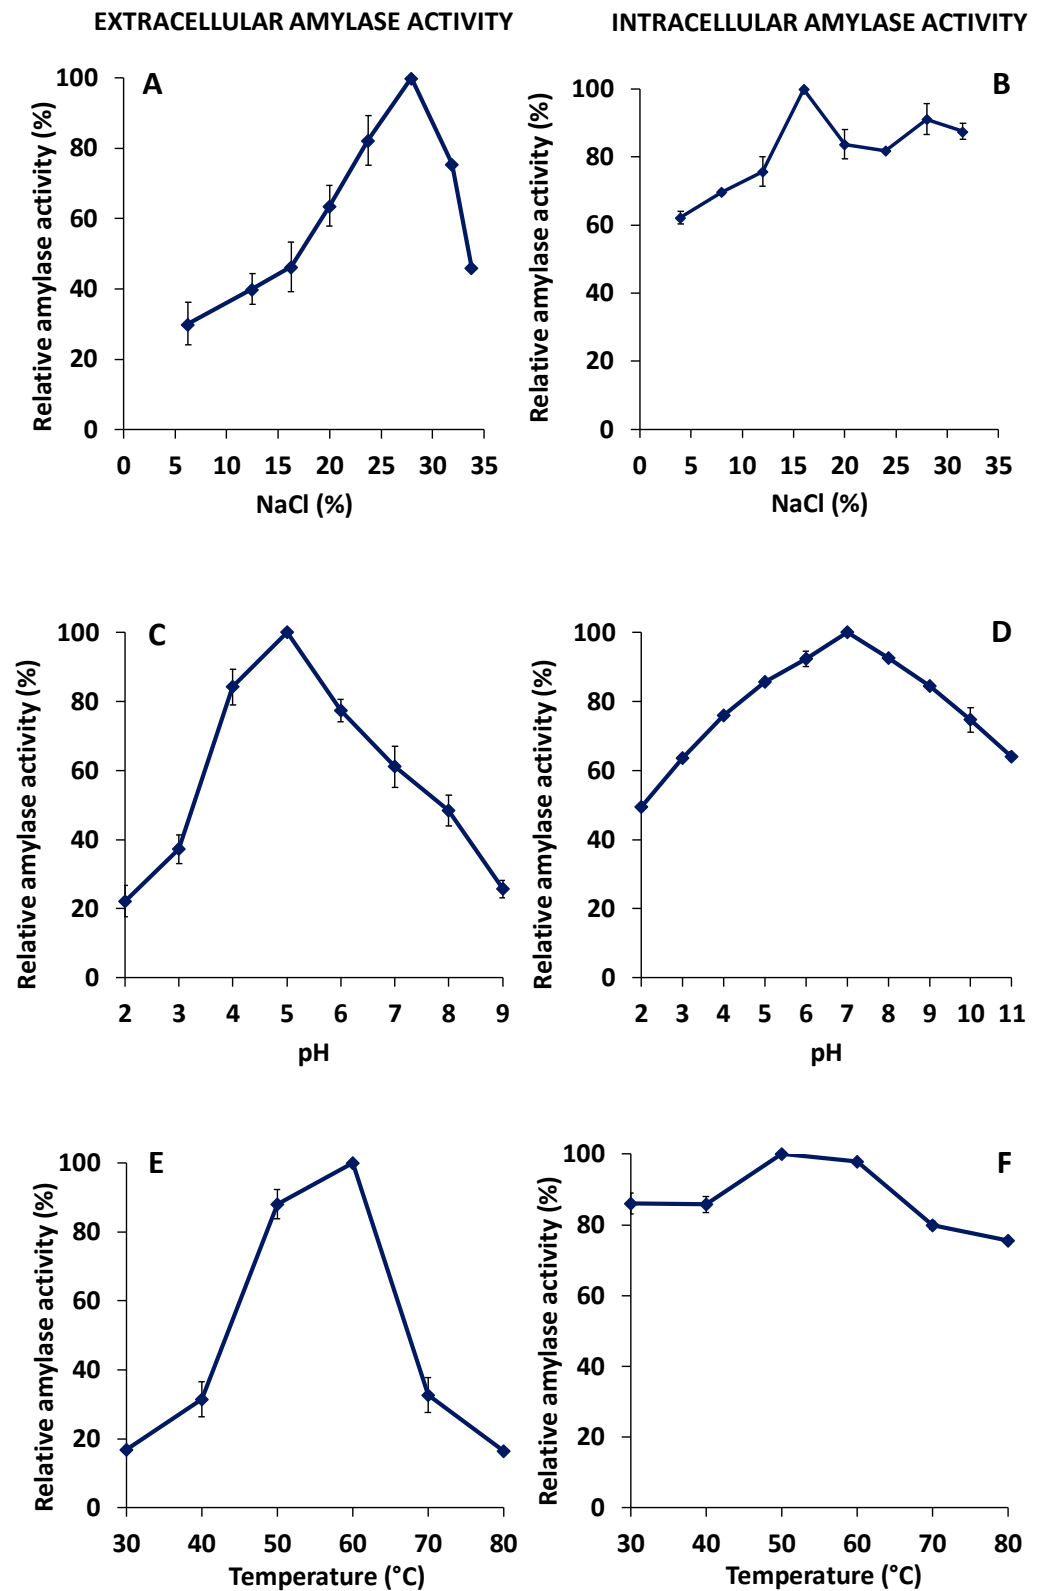 EXTRACELLULAR AMYLASE ACTIVITY
INTRACELLULAR AMYLASE ACTIVITY
A
Relative amylase activity (%)
100
80
60
40
20
0
0 5 10 15 20 25 30 35
NaCl (%)
B
Relative amylase activity (%)
100
80
60
40
20
0
0 5 10 15 20 25 30 35
NaCl (%)
C
Relative amylase activity (%)
100
80
60
40
20
0
2 3 4 5 6 7 8 9
pH
D
Relative amylase activity (%)
100
80
60
40
20
0
2 3 4 5 6 7 8 9 10 11
pH
E
Relative amylase activity (%)
100
80
60
40
20
0
30 40 50 60 70 80
Temperature (°C)
F
Relative amylase activity (%)
100
80
60
40
20
0
30 40 50 60 70 80
Temperature (°C)